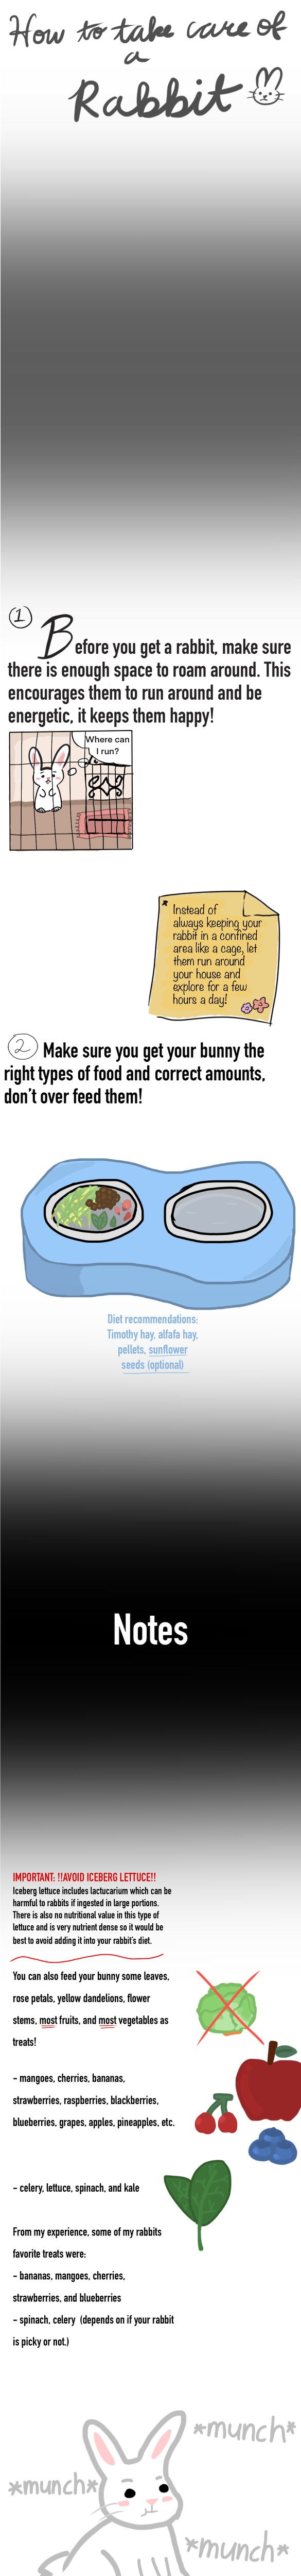 How to take care of
a
Rabbit
1
Before you get a rabbit, make sure
there is enough space to roam around. This
encourages them to run around and be
energetic, it keeps them happy!
Where can
I run?
Instead of
always keeping your
rabbit in a confined
area like a cage, let
them run around
your house and
explore for a few
hours a day!
2 Make sure you get your bunny the
right types of food and correct amounts,
don't over feed them!
Diet recommendations:
Timothy hay, alfafa hay,
pellets, sunflower
seeds (optional)
Notes
IMPORTANT: !!AVOID ICEBERG LETTUCE!!
Iceberg lettuce includes lactucarium which can be
harmful to rabbits if ingested in large portions.
There is also no nutritional value in this type of
lettuce and is very nutrient dense so it would be
best to avoid adding it into your rabbit's diet.
You can also feed your bunny some leaves,
rose petals, yellow dandelions, flower
stems, most fruits, and most vegetables as
treats!
- mangoes, cherries, bananas,
strawberries, raspberries, blackberries,
blueberries, grapes, apples, pineapples, etc.
- celery, lettuce, spinach, and kale
From my experience, some of my rabbits
favorite treats were:
- bananas, mangoes, cherries,
strawberries, and blueberries
- spinach, celery (depends on if your rabbit
is picky or not.)
*munch*
*munch*
*munch*